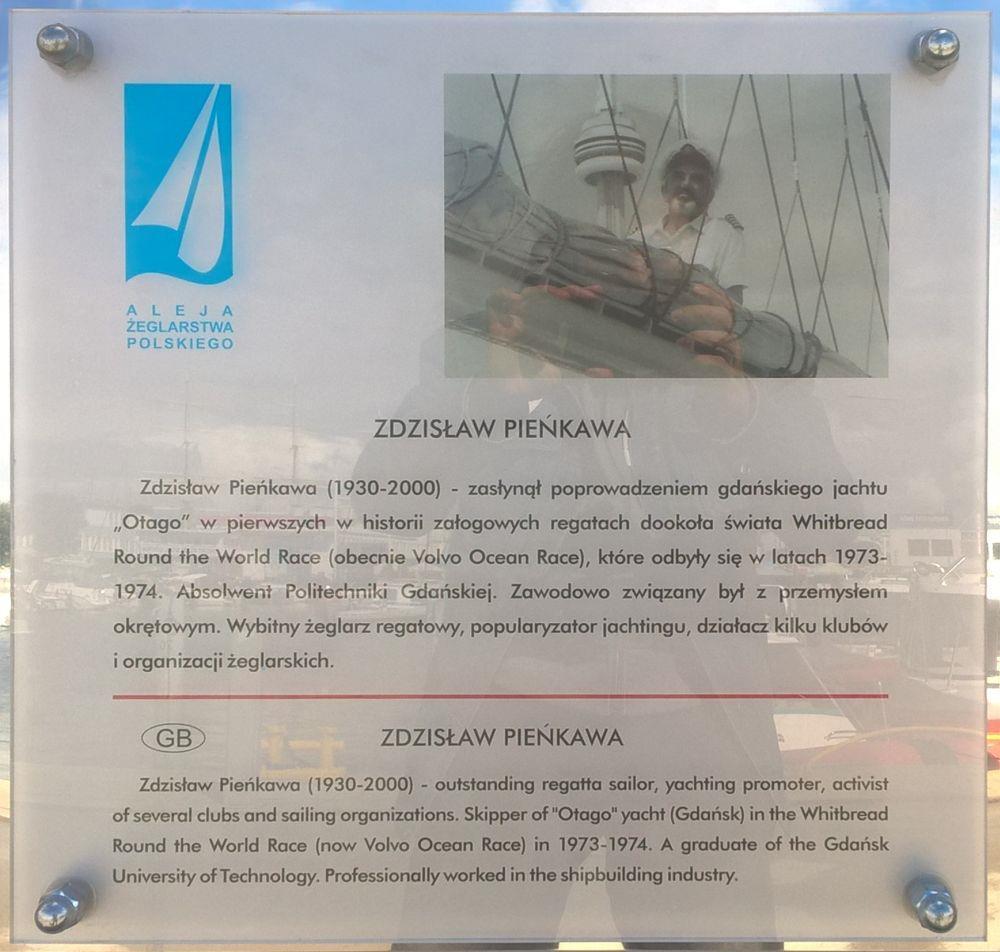 ALEJA
ŻEGLARSTWA
POLSKIEGO
ZDZISŁAW PIEŃKAWA
Zdzisław Pieńkawa (1930-2000) - zasłynął poprowadzeniem gdańskiego jachtu
„Otago” w pierwszych w historii załogowych regatach dookoła świata Whitbread
Round the World Race (obecnie Volvo Ocean Race), które odbyły się w latach 1973-
1974. Absolwent Politechniki Gdańskiej. Zawodowo związany był z przemysłem
okrętowym. Wybitny żeglarz regatowy, popularyzator jachtingu, działacz kilku klubów
i organizacji żeglarskich.
GB
ZDZISŁAW PIEŃKAWA
Zdzisław Pieńkawa (1930-2000) - outstanding regatta sailor, yachting promoter, activist
of several clubs and sailing organizations. Skipper of "Otago" yacht (Gdańsk) in the Whitbread
Round the World Race (now Volvo Ocean Race) in 1973-1974. A graduate of the Gdańsk
University of Technology. Professionally worked in the shipbuilding industry.